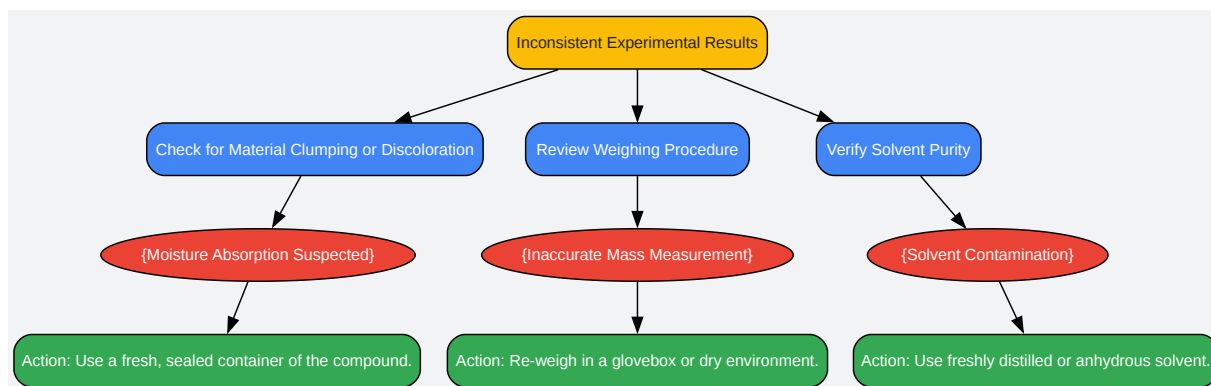 Inconsistent Experimental Results
Check for Material Clumping or Discoloration
Review Weighing Procedure
Verify Solvent Purity
{Moisture Absorption Suspected}
{Inaccurate Mass Measurement}
{Solvent Contamination}
Action: Use a fresh, sealed container of the compound.
Action: Re-weigh in a glovebox or dry environment.
Action: Use freshly distilled or anhydrous solvent.